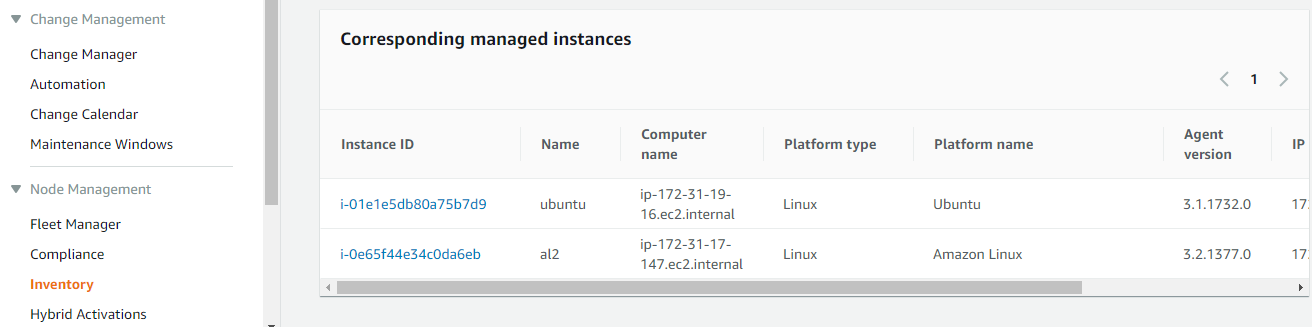 Change Management
Change Manager
Automation
Change Calendar
Maintenance Windows
Node Management
Fleet Manager
Compliance
Inventory
Hybrid Activations
Corresponding managed instances
1
Instance ID Name Computer name Platform type Platform name Agent version IP
i-01e1e5db80a75b7d9 ubuntu ip-172-31-19-16.ec2.internal Linux Ubuntu 3.1.1732.0 172
i-0e65f44e34c0da6eb al2 ip-172-31-17-147.ec2.internal Linux Amazon Linux 3.2.1377.0 172